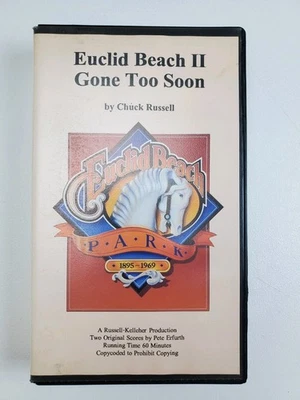 Euclid Beach II
Gone Too Soon
by Chuck Russell
Euclid Beach
PARK
1895 - 1969
A Russell-Kelleher Production
Two Original Scores by Pete Erfurth
Running Time 60 Minutes
Copycoded to Prohibit Copying